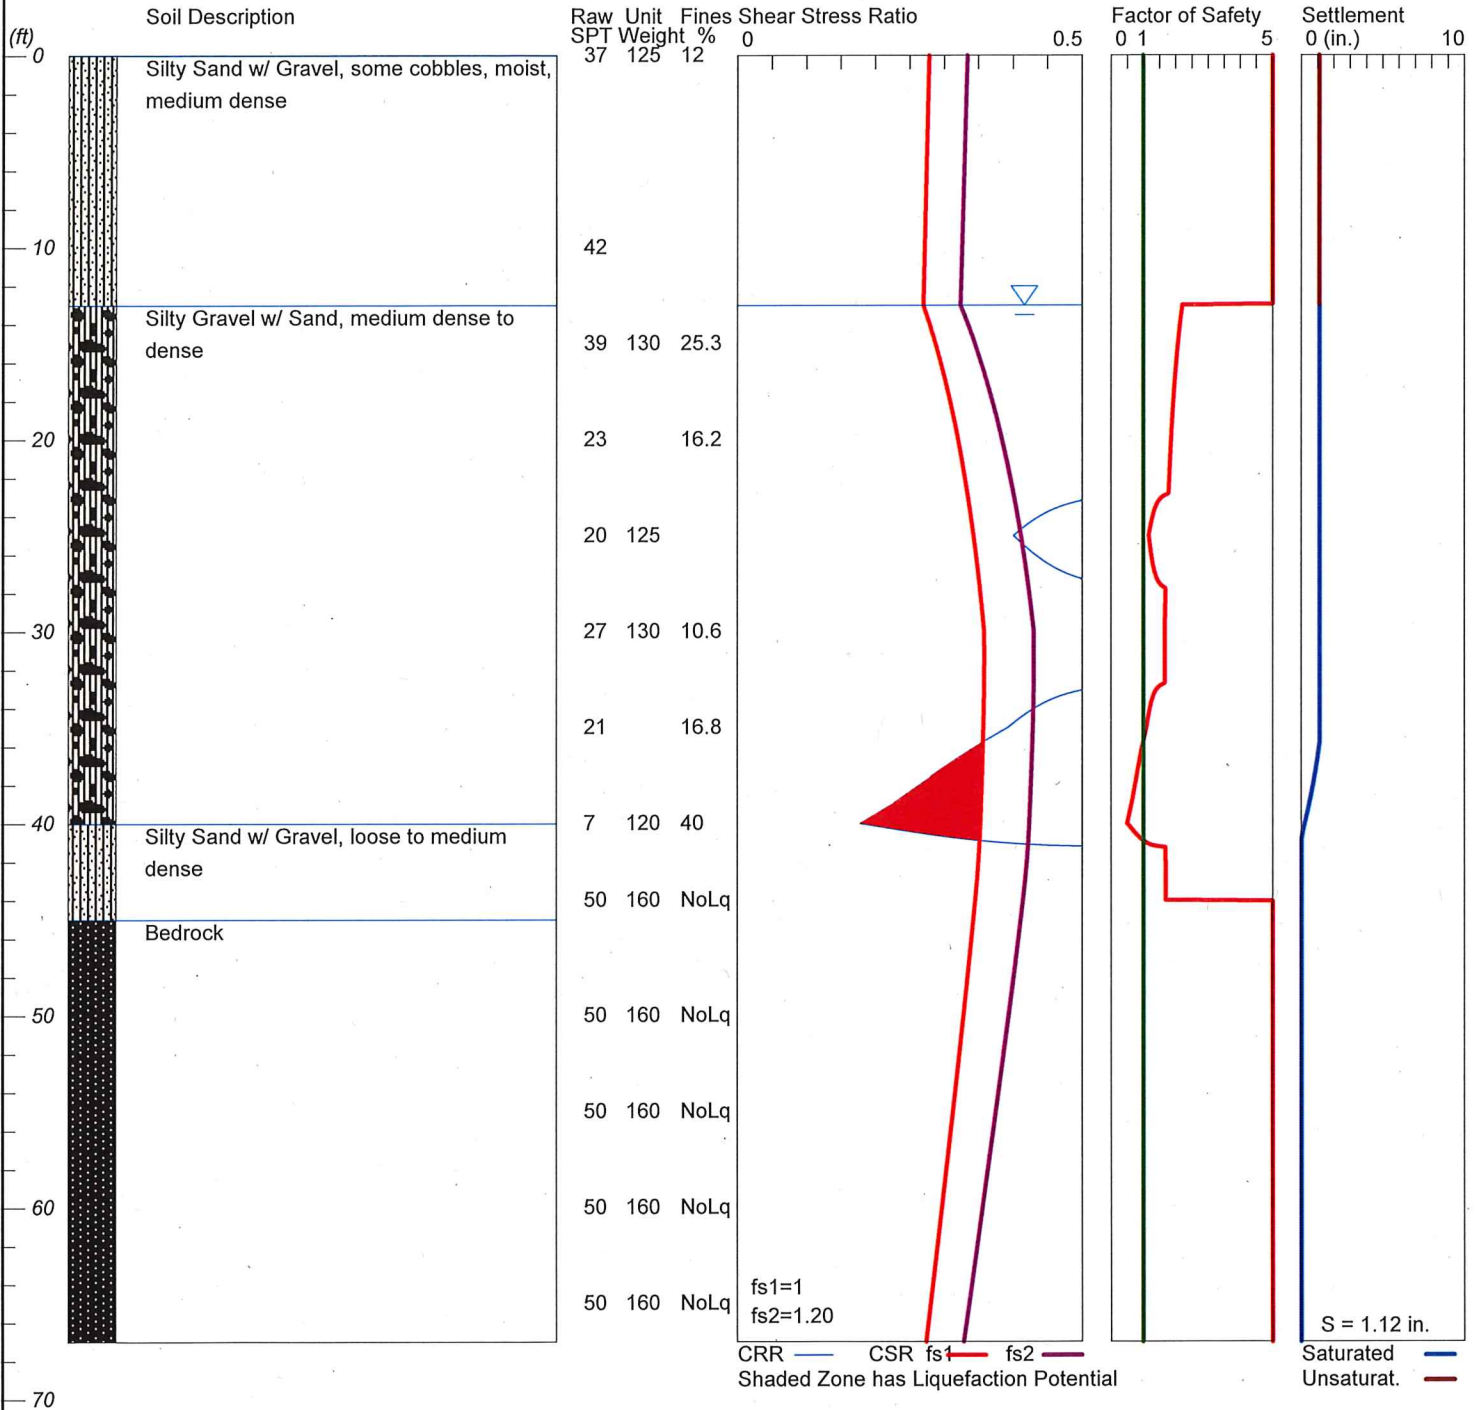 Soil Description
Raw Unit Fines Shear Stress Ratio
Factor of Safety
Settlement
(ft)
SPT Weight %
0 0.5
0 1 5
0 (in.) 10
0
37 125 12
Silty Sand w/ Gravel, some cobbles, moist,
medium dense
10
42
Silty Gravel w/ Sand, medium dense to
dense
39 130 25.3
20
23 16.2
20 125
30
27 130 10.6
21 16.8
40
7 120 40
Silty Sand w/ Gravel, loose to medium
dense
50 160 NoLq
Bedrock
50
50 160 NoLq
50 160 NoLq
60
50 160 NoLq
50 160 NoLq
fs1=1
fs2=1.20
S = 1.12 in.
CRR CSR fs1 fs2
Shaded Zone has Liquefaction Potential
Saturated
Unsaturat.
70